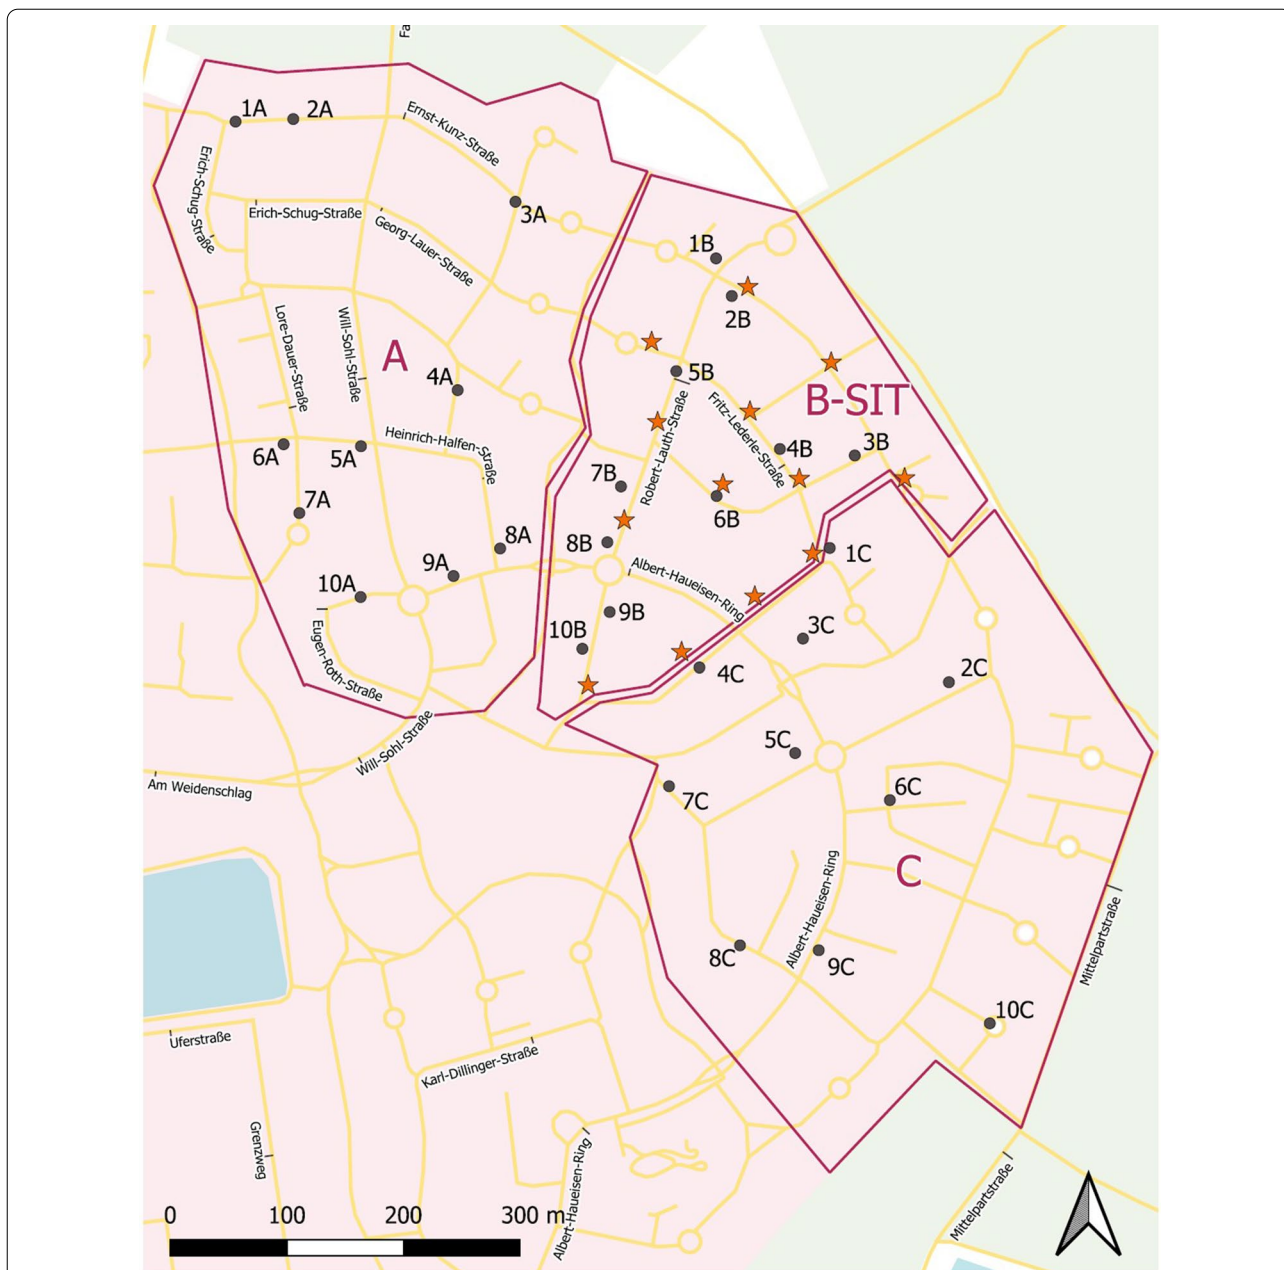 Fa
1A
2A
Ernst-Kunz-Straße
Erich-Schug-Straße
Erich-Schug-Straße
3A
Georg-Lauer-Straße
1B
2B
Lore-Dauer-Straße
Will-Sohl-Straße
A
4A
5B
B-SIT
Fritz-Lederle-Straße
Robert-Lauth-Straße
Heinrich-Halfen-Straße
6A
5A
4B
3B
7B
7A
6B
8A
8B
1C
9A
Albert-Haueisen-Ring
10A
9B
10B
3C
Eugen-Roth-Straße
4C
2C
Will-Sohl-Straße
5C
Am Weidenschlag
7C
6C
C
Albert-Haueisen-Ring
Mittelpartstraße
8C
9C
10C
Uferstraße
Karl-Dillinger-Straße
Grenzweg
Albert-Haueisen-Ring
Mittelpartstraße
0 100 200 300 m